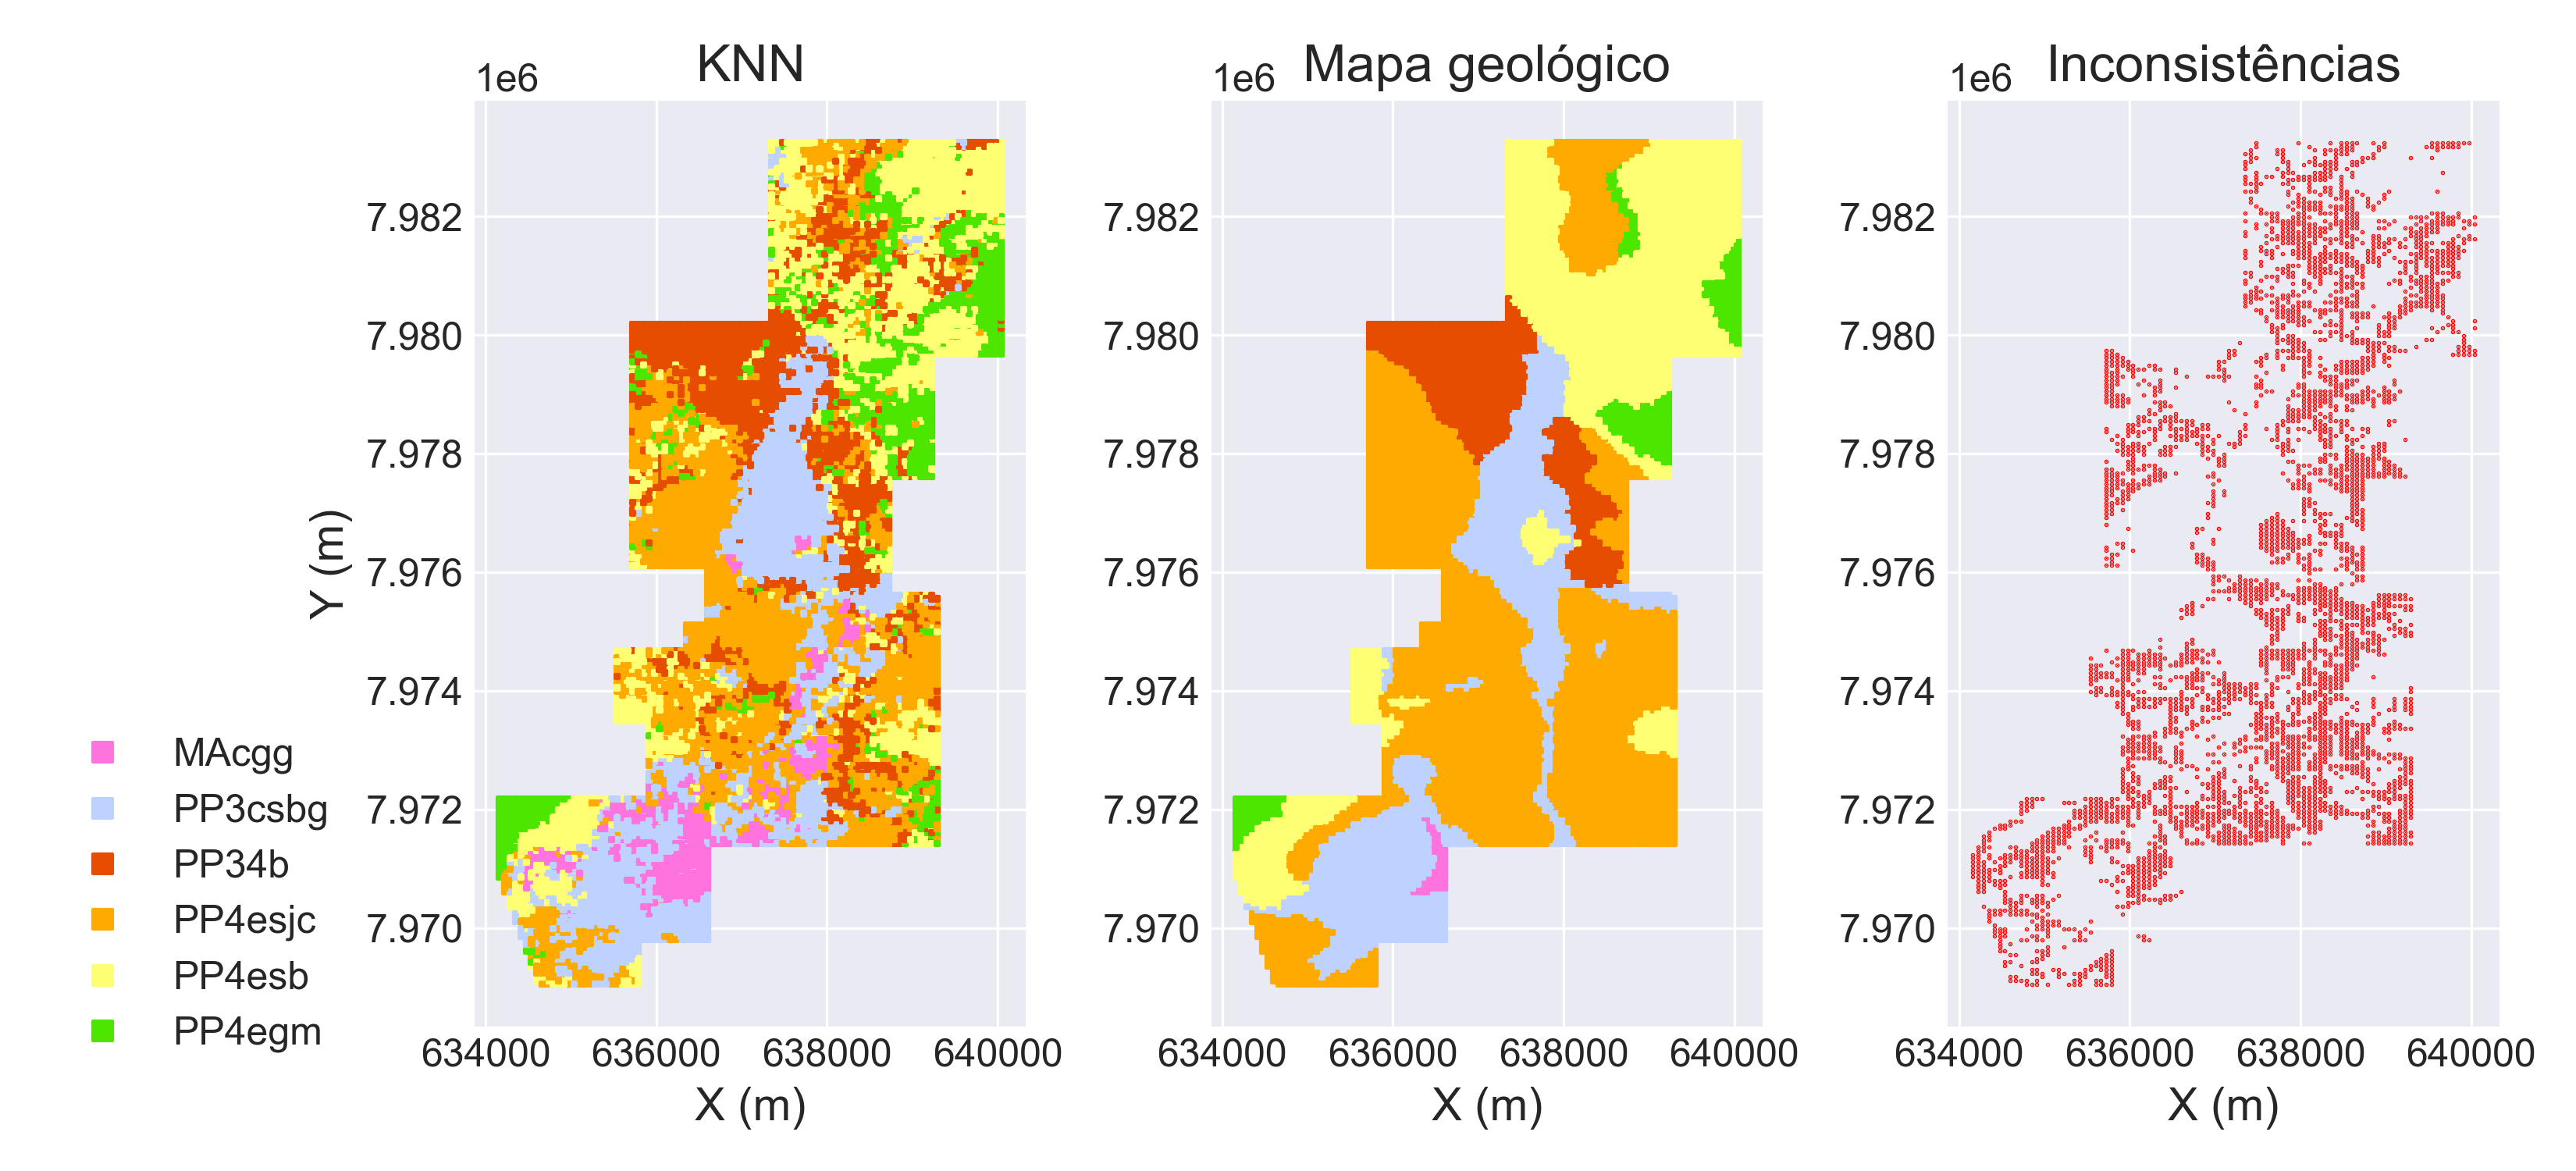 KNN
1e6
7.982
7.980
7.978
7.976
7.974
7.972
7.970
Y (m)
634000 636000 638000 640000
X (m)
MAcgg
PP3csbg
PP34b
PP4esjc
PP4esb
PP4egm
Mapa geológico
1e6
7.982
7.980
7.978
7.976
7.974
7.972
7.970
634000 636000 638000 640000
X (m)
Inconsistências
1e6
7.982
7.980
7.978
7.976
7.974
7.972
7.970
634000 636000 638000 640000
X (m)